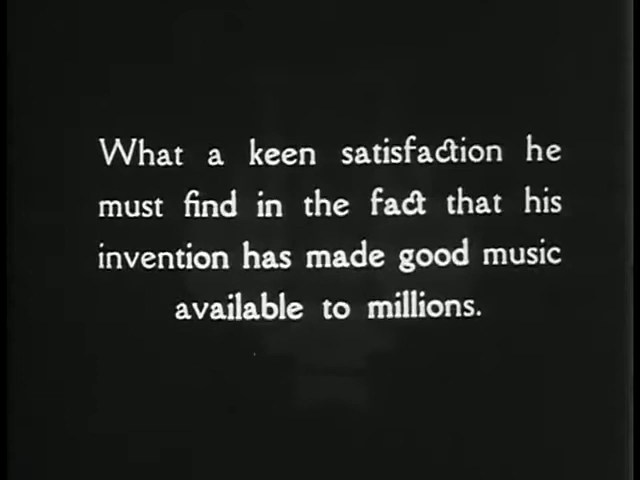 What a keen satisfaction he
must find in the fact that his
invention has made good music
available to millions.